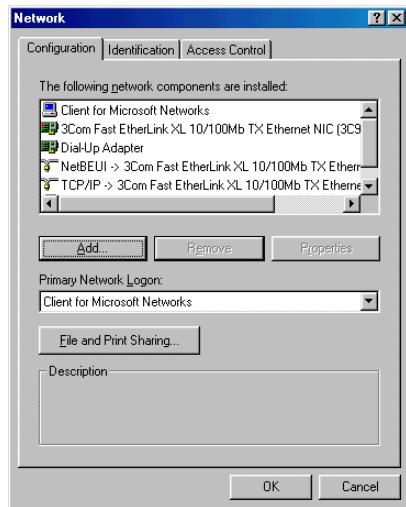 Network
Configuration Identification Access Control
The following network components are installed:
Client for Microsoft Networks
3Com Fast EtherLink XL 10/100Mb TX Ethernet NIC (3C9
Dial-Up Adapter
NetBEUI -> 3Com Fast EtherLink XL 10/100Mb TX Ethern
TCP/IP -> 3Com Fast EtherLink XL 10/100Mb TX Etherne
Add... Remove Properties
Primary Network Logon:
Client for Microsoft Networks
File and Print Sharing...
Description
OK Cancel